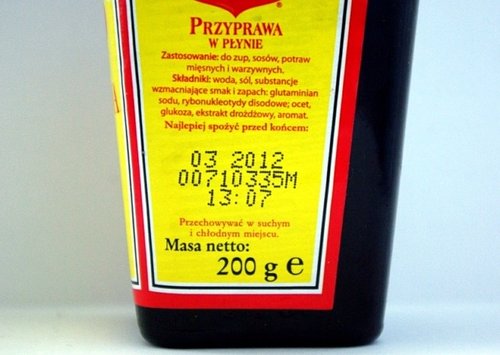 PRZYPRAWA
W PŁYNIE
Zastosowanie: do zup, sosów, potraw
mięsnych i warzywnych.
Składniki: woda, sól, substancje
wzmacniające smak i zapach: glutaminian
sodu, rybonukleotydy disodowe; ocet,
glukoza, ekstrakt drożdżowy, aromat.
Najlepiej spożyć przed końcem:
03 2012
00710335M
13:07
Przechowywać w suchym
i chłodnym miejscu.
Masa netto:
200 g e